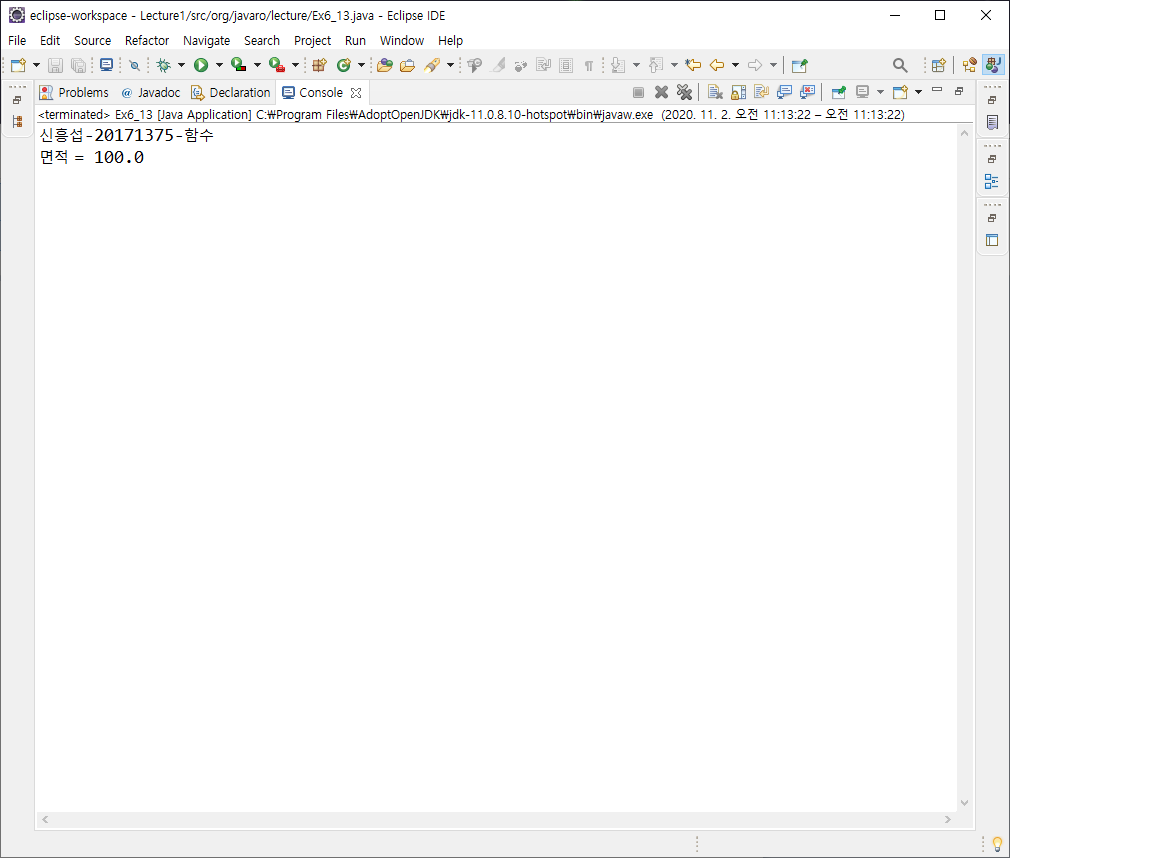 eclipse-workspace - Lecture1/src/org/javaro/lecture/Ex6_13.java - Eclipse IDE
File Edit Source Refactor Navigate Search Project Run Window Help
Problems @ Javadoc Declaration Console
<terminated> Ex6_13 [Java Application] C:₩Program Files₩AdoptOpenJDK₩jdk-11.0.8.10-hotspot₩bin₩javaw.exe (2020. 11. 2. 오전 11:13:22 – 오전 11:13:22)
신흥섭-20171375-함수
면적 = 100.0